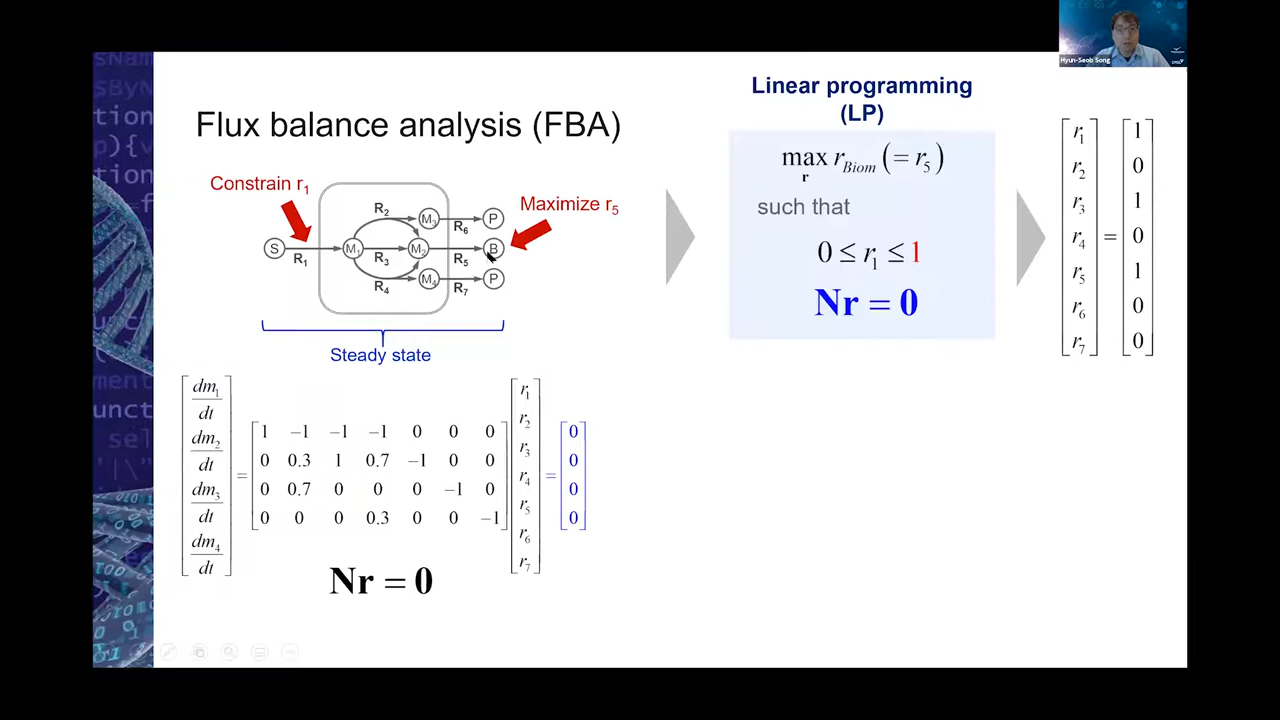 Hyun-Seob Song
Flux balance analysis (FBA)
Constrain r₁
Maximize r₅
S R₁ M₁ R₂ R₃ R₄ M₃ M₂ M₄ R₆ R₅ R₇ P B P
Steady state
dm₁/dt
dm₂/dt
dm₃/dt
dm₄/dt
=
1 −1 −1 −1 0 0 0
0 0.3 1 0.7 −1 0 0
0 0.7 0 0 0 −1 0
0 0 0 0.3 0 0 −1
r₁
r₂
r₃
r₄
r₅
r₆
r₇
=
0
0
0
0
Nr = 0
Linear programming
(LP)
max r_Biom (= r₅)
r
such that
0 ≤ r₁ ≤ 1
Nr = 0
r₁ 1
r₂ 0
r₃ 1
r₄ = 0
r₅ 1
r₆ 0
r₇ 0